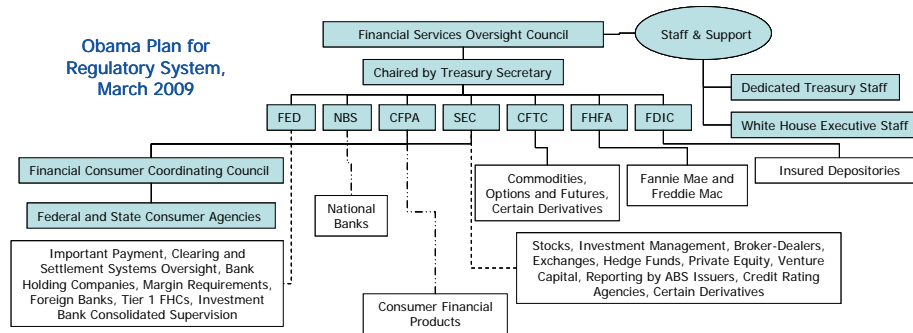 Obama Plan for
Regulatory System,
March 2009
Financial Services Oversight Council
Staff & Support
Chaired by Treasury Secretary
Dedicated Treasury Staff
White House Executive Staff
FED
NBS
CFPA
SEC
CFTC
FHFA
FDIC
Financial Consumer Coordinating Council
Federal and State Consumer Agencies
National
Banks
Commodities,
Options and Futures,
Certain Derivatives
Fannie Mae and
Freddie Mac
Insured Depositories
Important Payment, Clearing and
Settlement Systems Oversight, Bank
Holding Companies, Margin Requirements,
Foreign Banks, Tier 1 FHCs, Investment
Bank Consolidated Supervision
Consumer Financial
Products
Stocks, Investment Management, Broker-Dealers,
Exchanges, Hedge Funds, Private Equity, Venture
Capital, Reporting by ABS Issuers, Credit Rating
Agencies, Certain Derivatives